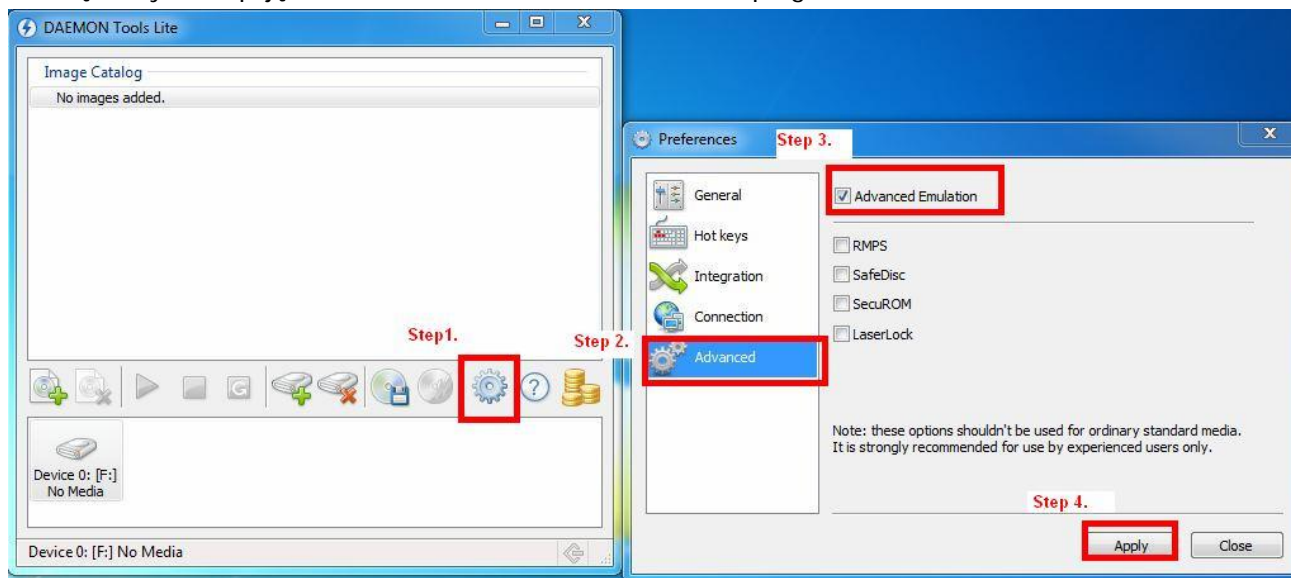 DAEMON Tools Lite
Image Catalog
No images added.
Step1.
Device 0: [F:]
No Media
Device 0: [F:] No Media
Preferences
Step 3.
General
Hot keys
Integration
Connection
Step 2.
Advanced
Advanced Emulation
RMPS
SafeDisc
SecuROM
LaserLock
Note: these options shouldn't be used for ordinary standard media.
It is strongly recommended for use by experienced users only.
Step 4.
Apply
Close